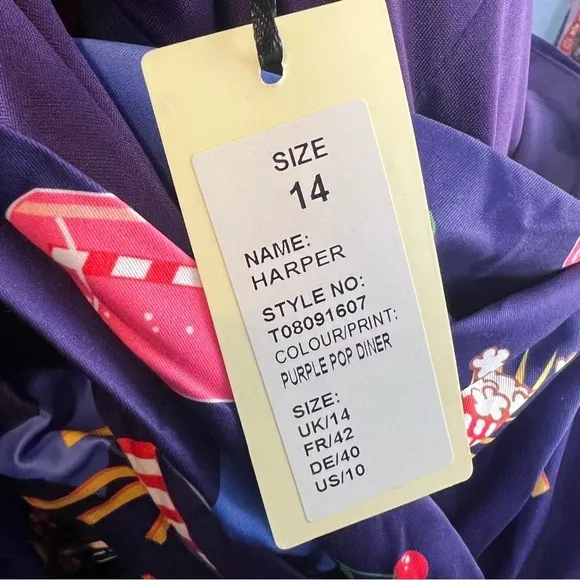 SIZE
14
NAME:
HARPER
STYLE NO:
T08091607
COLOUR/PRINT:
PURPLE POP DINER
SIZE:
UK/14
FR/42
DE/40
US/10